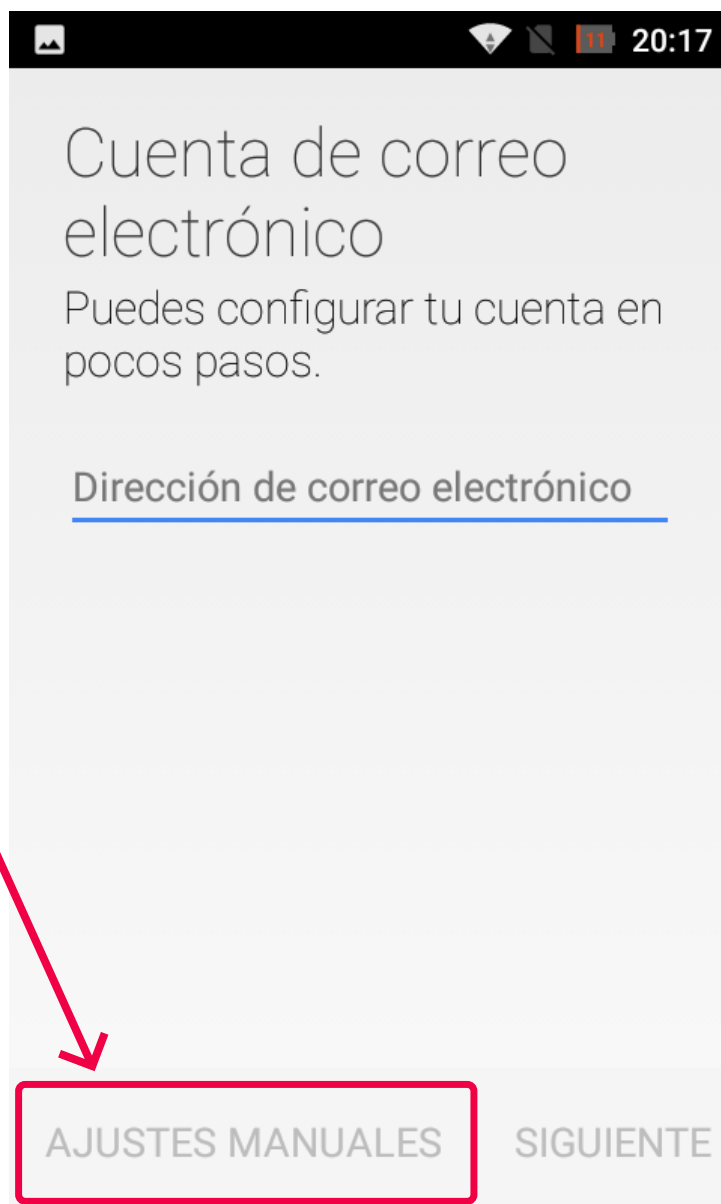 11 20:17
Cuenta de correo
electrónico
Puedes configurar tu cuenta en
pocos pasos.
Dirección de correo electrónico
AJUSTES MANUALES SIGUIENTE